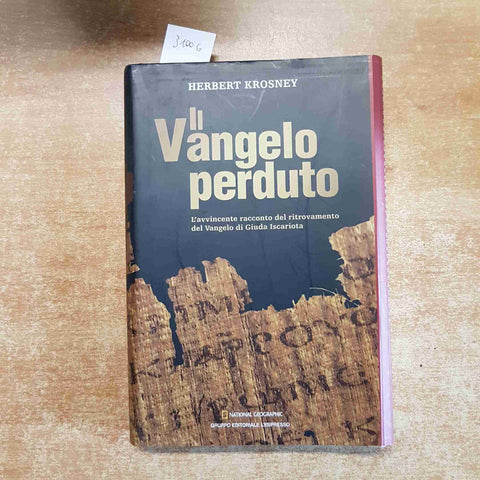 3100G
HERBERT KROSNEY
Il
Vangelo
perduto
L'avvincente racconto del ritrovamento
del Vangelo di Giuda Iscariota
NATIONAL GEOGRAPHIC
GRUPPO EDITORIALE L'ESPRESSO